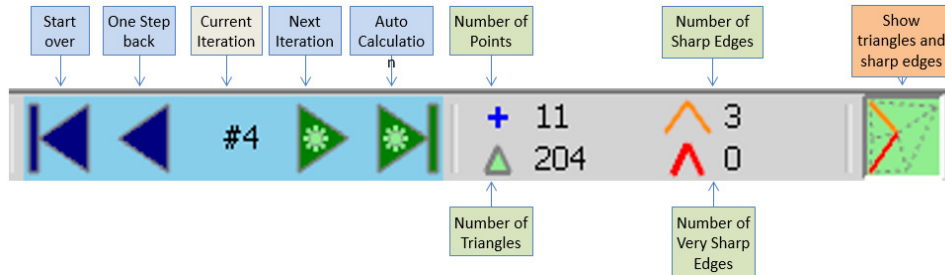 Start
over
One Step
back
Current
Iteration
Next
Iteration
Auto
Calculatio
n
Number of
Points
Number of
Sharp Edges
Show
triangles and
sharp edges
#4
11
3
204
0
Number of
Triangles
Number of
Very Sharp
Edges